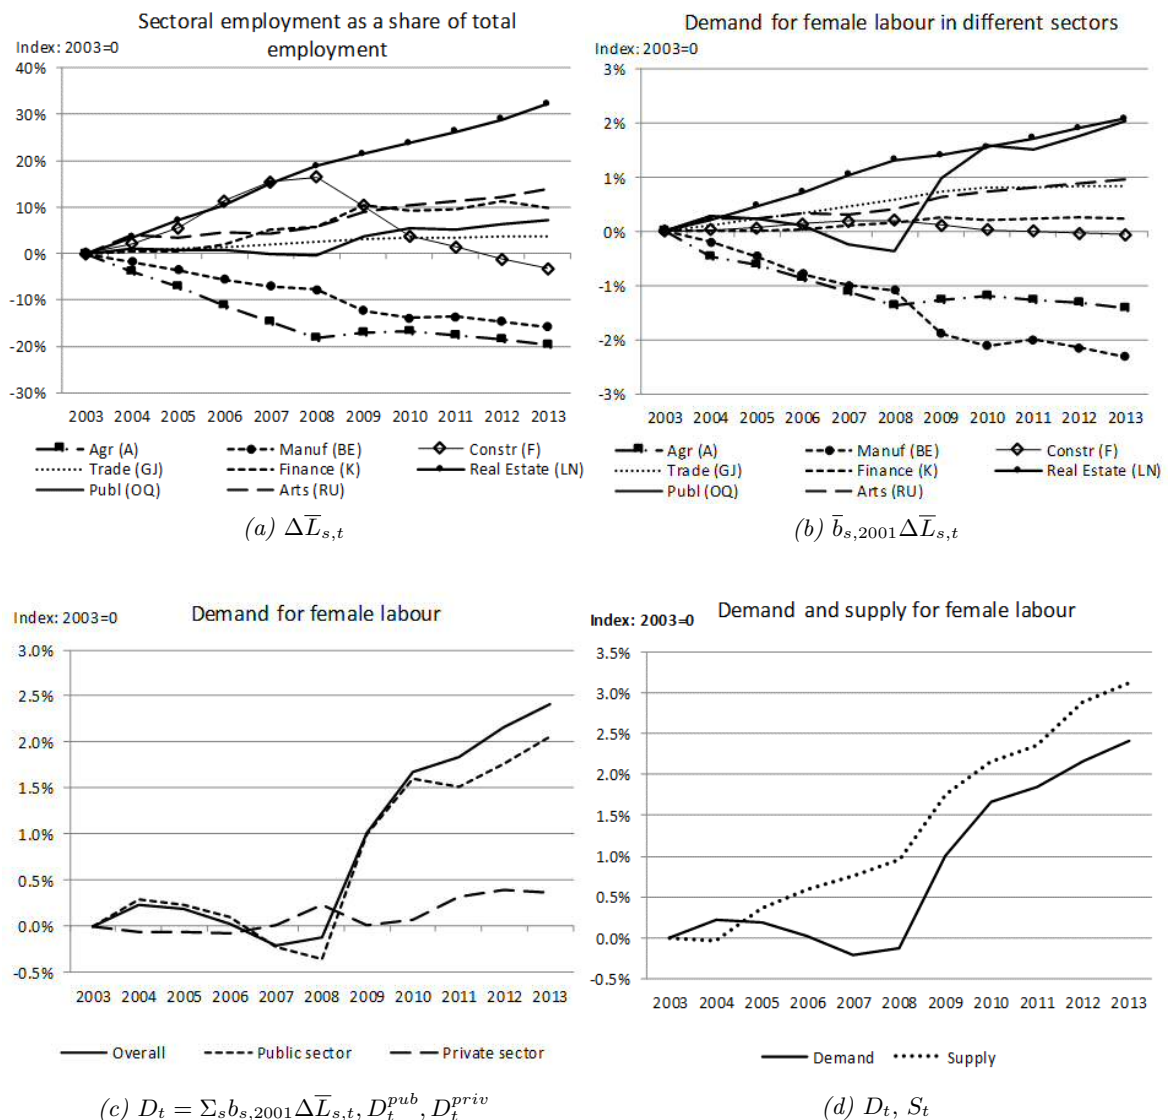 Sectoral employment as a share of total
employment
Index: 2003=0
40%
30%
20%
10%
0%
-10%
-20%
-30%
2003 2004 2005 2006 2007 2008 2009 2010 2011 2012 2013
Agr (A) Manuf (BE) Constr (F)
Trade (GJ) Finance (K) Real Estate (LN)
Publ (OQ) Arts (RU)
(a) ΔL̅s,t
Demand for female labour in different sectors
Index: 2003=0
3%
2%
1%
0%
-1%
-2%
-3%
2003 2004 2005 2006 2007 2008 2009 2010 2011 2012 2013
Agr (A) Manuf (BE) Constr (F)
Trade (GJ) Finance (K) Real Estate (LN)
Publ (OQ) Arts (RU)
(b) b̅s,2001ΔL̅s,t
Demand for female labour
Index: 2003=0
3.0%
2.5%
2.0%
1.5%
1.0%
0.5%
0.0%
-0.5%
2003 2004 2005 2006 2007 2008 2009 2010 2011 2012 2013
Overall Public sector Private sector
(c) Dt = Σsbs,2001ΔL̅s,t, Dt^pub, Dt^priv
Demand and supply for female labour
Index: 2003=0
3.5%
3.0%
2.5%
2.0%
1.5%
1.0%
0.5%
0.0%
-0.5%
2003 2004 2005 2006 2007 2008 2009 2010 2011 2012 2013
Demand Supply
(d) Dt, St